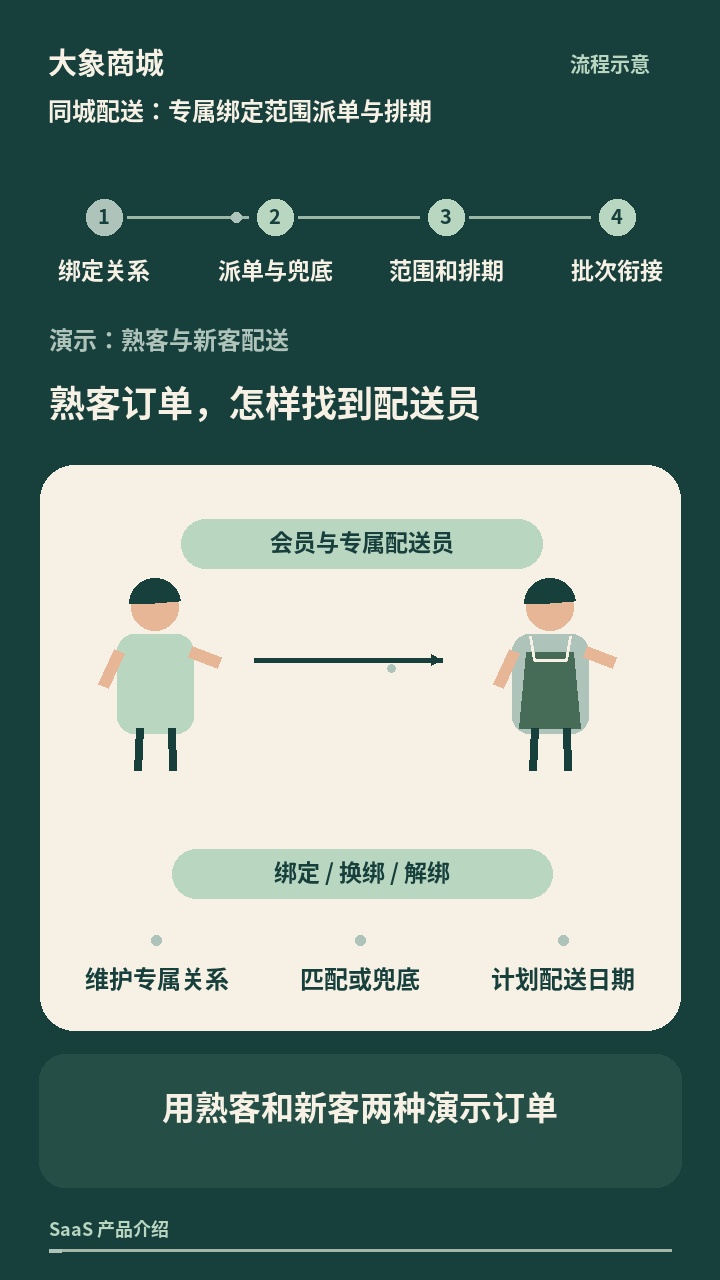 大象商城
流程示意
同城配送：专属绑定范围派单与排期
1
2
3
4
绑定关系
派单与兜底
范围和排期
批次衔接
演示：熟客与新客配送
熟客订单，怎样找到配送员
会员与专属配送员
绑定 / 换绑 / 解绑
维护专属关系
匹配或兜底
计划配送日期
用熟客和新客两种演示订单
SaaS 产品介绍